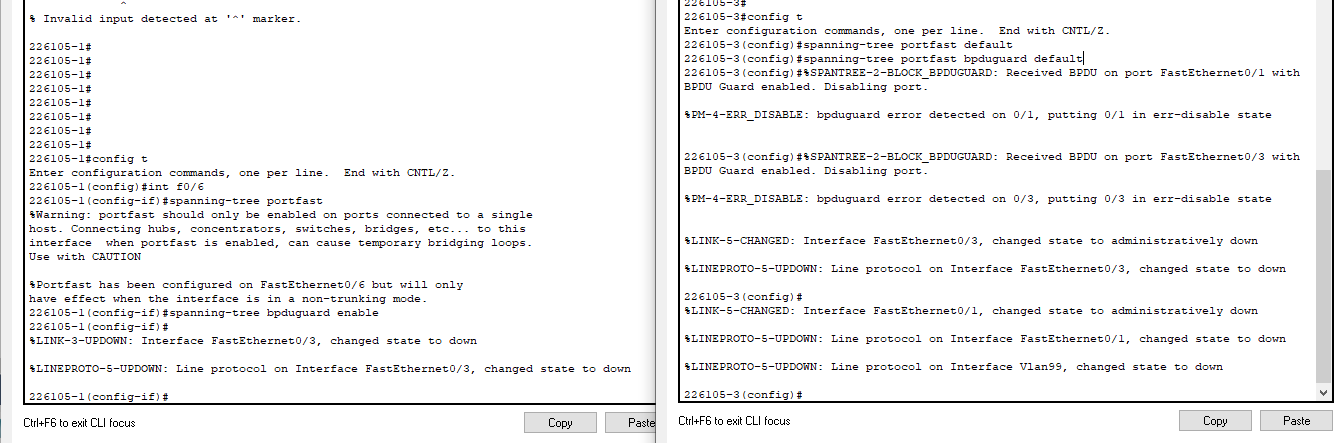 ^
% Invalid input detected at '^' marker.
226105-1#
226105-1#
226105-1#
226105-1#
226105-1#
226105-1#
226105-1#
226105-1#
226105-1#config t
Enter configuration commands, one per line.  End with CNTL/Z.
226105-1(config)#int f0/6
226105-1(config-if)#spanning-tree portfast
%Warning: portfast should only be enabled on ports connected to a single
host. Connecting hubs, concentrators, switches, bridges, etc... to this
interface  when portfast is enabled, can cause temporary bridging loops.
Use with CAUTION
%Portfast has been configured on FastEthernet0/6 but will only
have effect when the interface is in a non-trunking mode.
226105-1(config-if)#spanning-tree bpduguard enable
226105-1(config-if)#
%LINK-3-UPDOWN: Interface FastEthernet0/3, changed state to down
%LINEPROTO-5-UPDOWN: Line protocol on Interface FastEthernet0/3, changed state to down
226105-1(config-if)#
Ctrl+F6 to exit CLI focus
Copy
Paste
226105-3#
226105-3#config t
Enter configuration commands, one per line.  End with CNTL/Z.
226105-3(config)#spanning-tree portfast default
226105-3(config)#spanning-tree portfast bpduguard default
226105-3(config)#%SPANTREE-2-BLOCK_BPDUGUARD: Received BPDU on port FastEthernet0/1 with
BPDU Guard enabled. Disabling port.
%PM-4-ERR_DISABLE: bpduguard error detected on 0/1, putting 0/1 in err-disable state
226105-3(config)#%SPANTREE-2-BLOCK_BPDUGUARD: Received BPDU on port FastEthernet0/3 with
BPDU Guard enabled. Disabling port.
%PM-4-ERR_DISABLE: bpduguard error detected on 0/3, putting 0/3 in err-disable state
%LINK-5-CHANGED: Interface FastEthernet0/3, changed state to administratively down
%LINEPROTO-5-UPDOWN: Line protocol on Interface FastEthernet0/3, changed state to down
226105-3(config)#
%LINK-5-CHANGED: Interface FastEthernet0/1, changed state to administratively down
%LINEPROTO-5-UPDOWN: Line protocol on Interface FastEthernet0/1, changed state to down
%LINEPROTO-5-UPDOWN: Line protocol on Interface Vlan99, changed state to down
226105-3(config)#
Ctrl+F6 to exit CLI focus
Copy
Paste